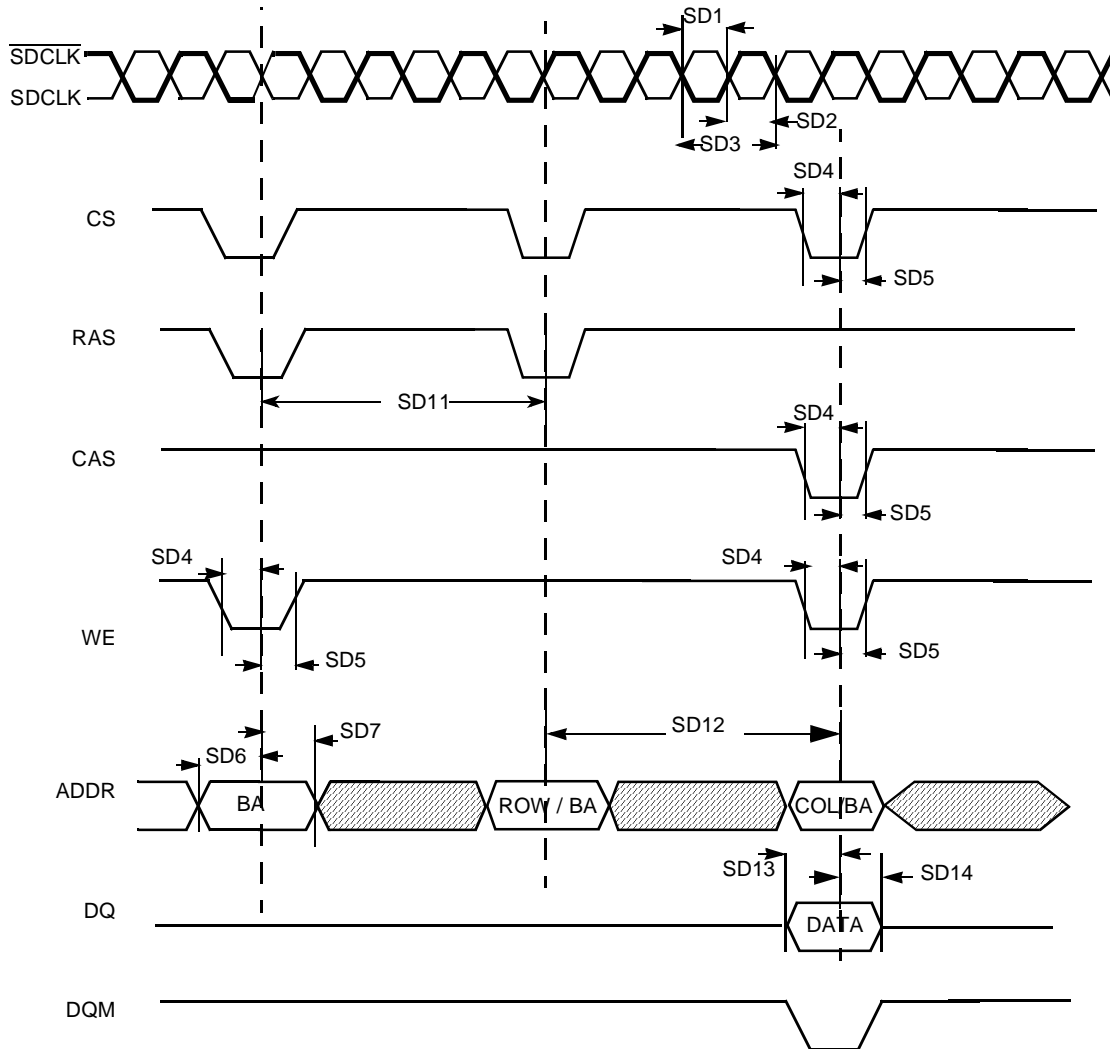 SD1
SDCLK
SDCLK
SD2
SD3
SD4
CS
SD5
RAS
SD11
SD4
CAS
SD5
SD4
SD4
WE
SD5
SD5
SD7
SD12
SD6
ADDR
BA
ROW / BA
COL/BA
SD13
SD14
DQ
DATA
DQM